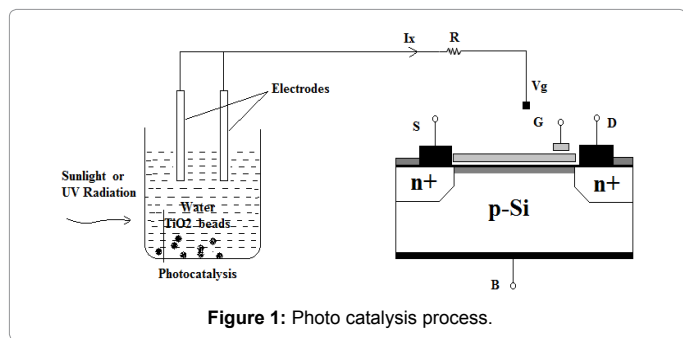 Ix
R
Electrodes
Vg
S
G
D
Sunlight or
UV Radiation
n+
n+
Water
TiO2 beads
p-Si
Photocatalysis
B
Figure 1: Photo catalysis process.